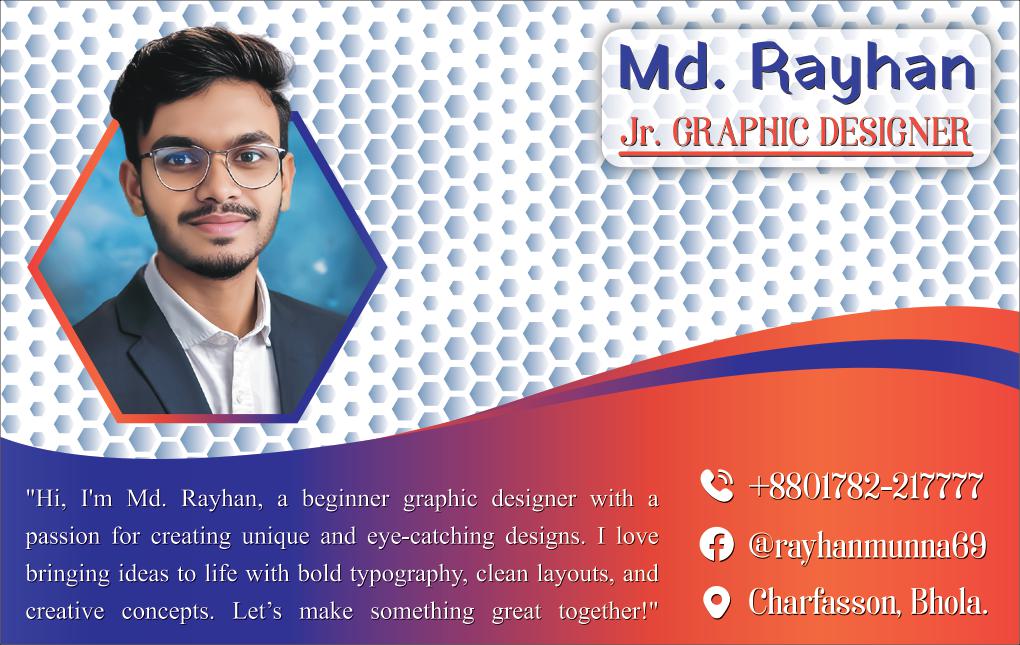 Md. Rayhan
Jr. GRAPHIC DESIGNER
"Hi, I'm Md. Rayhan, a beginner graphic designer with a
passion for creating unique and eye-catching designs. I love
bringing ideas to life with bold typography, clean layouts, and
creative concepts. Let’s make something great together!"
+8801782-217777
@rayhanmunna69
Charfasson, Bhola.